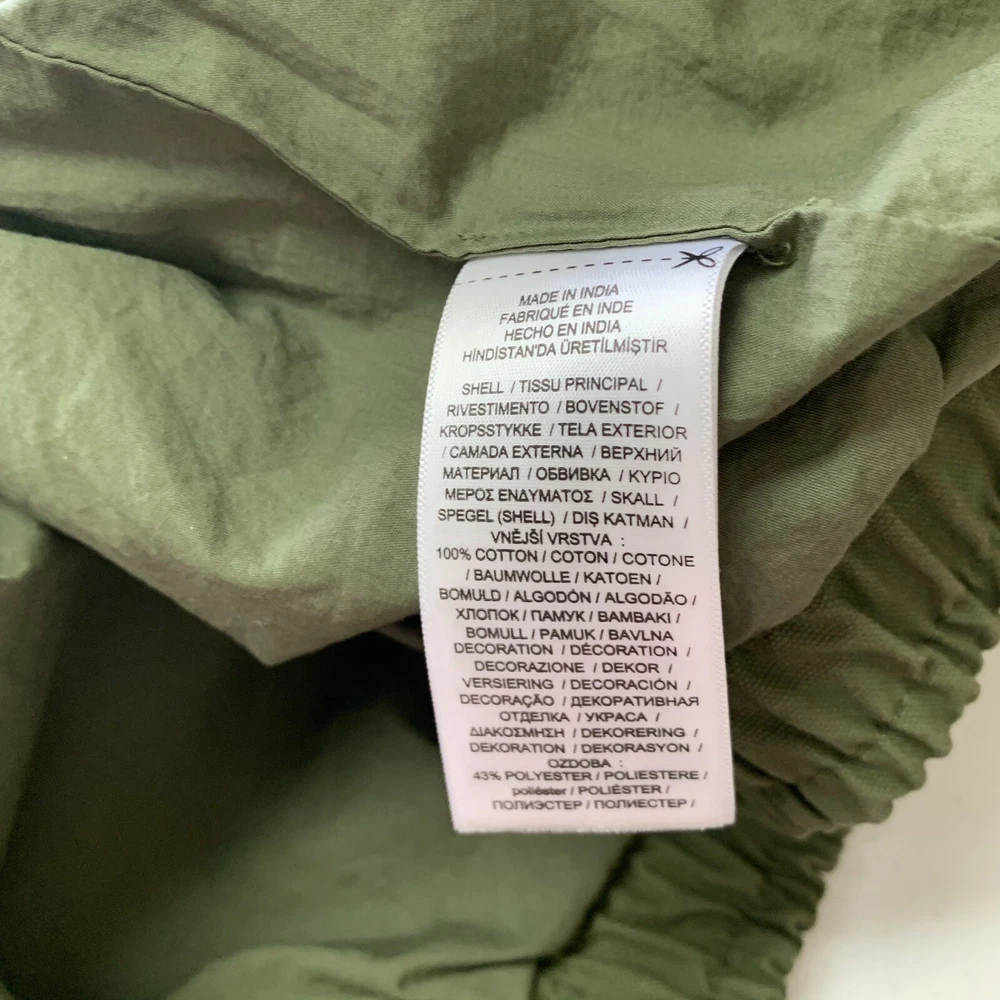 MADE IN INDIA
FABRIQUÉ EN INDE
HECHO EN INDIA
HİNDİSTAN'DA ÜRETİLMİŞTİR
SHELL / TISSU PRINCIPAL /
RIVESTIMENTO / BOVENSTOF /
KROPSSTYKKE / TELA EXTERIOR
/ CAMADA EXTERNA / ВЕРХНИЙ
МАТЕРИАЛ / ОБВИВКА / ΚΥΡΙΟ
ΜΕΡΟΣ ΕΝΔΥΜΑΤΟΣ / SKALL /
SPEGEL (SHELL) / DIŞ KATMAN /
VNĚJŠÍ VRSTVA :
100% COTTON / COTON / COTONE
/ BAUMWOLLE / KATOEN /
BOMULD / ALGODÓN / ALGODÃO /
ХЛОПОК / ПАМУК / ΒΑΜΒΑΚΙ /
BOMULL / PAMUK / BAVLNA
DECORATION / DÉCORATION /
DECORAZIONE / DEKOR /
VERSIERING / DECORACIÓN /
DECORAÇÃO / ДЕКОРАТИВНАЯ
ОТДЕЛКА / УКРАСА /
ΔΙΑΚΟΣΜΗΣΗ / DEKORERING /
DEKORATION / DEKORASYON /
OZDOBA :
43% POLYESTER / POLIESTERE /
poliéster / POLIÉSTER /
ПОЛИЭСТЕР / ПОЛИЕСТЕР /